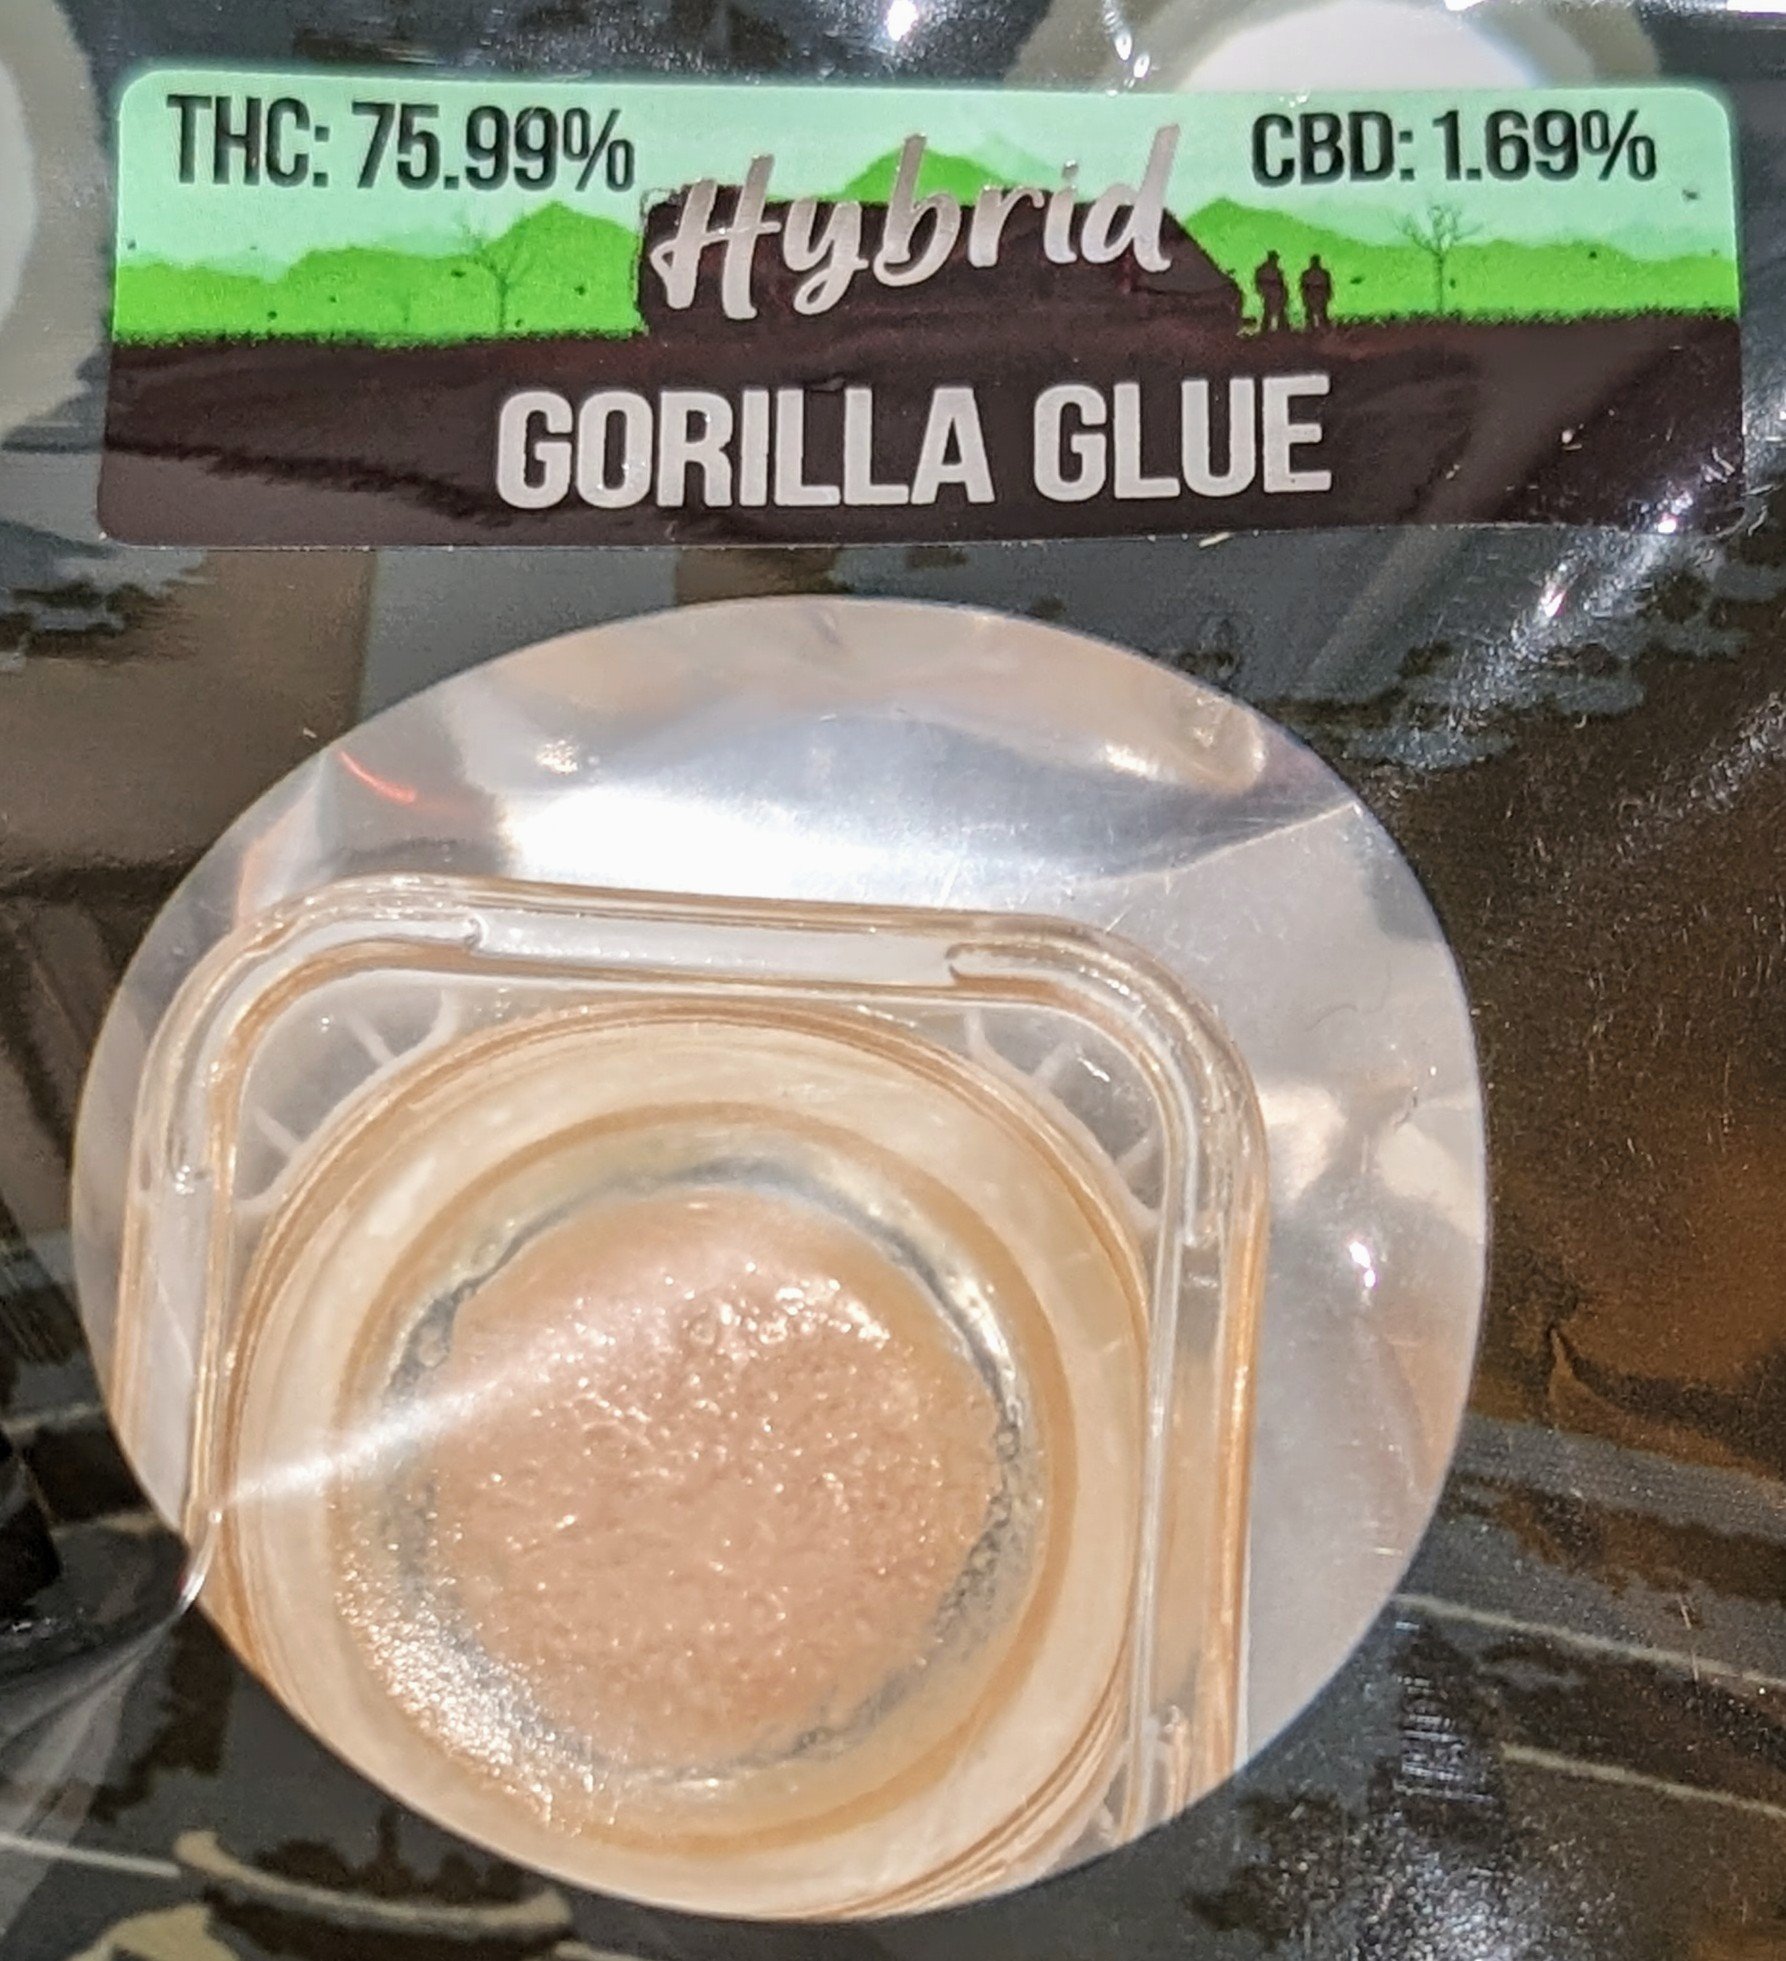 THC: 75.99%
CBD: 1.69%
Hybrid
GORILLA GLUE